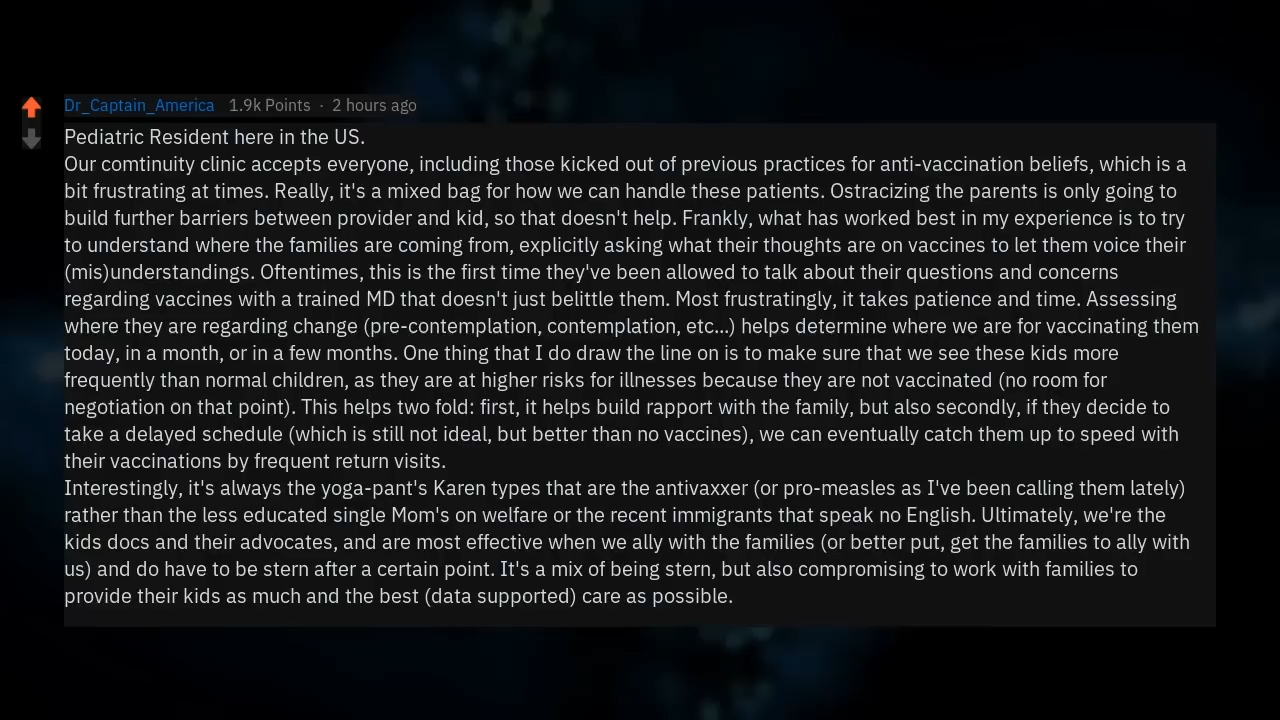 Dr_Captain_America 1.9k Points · 2 hours ago
Pediatric Resident here in the US.
Our comtinuity clinic accepts everyone, including those kicked out of previous practices for anti-vaccination beliefs, which is a
bit frustrating at times. Really, it's a mixed bag for how we can handle these patients. Ostracizing the parents is only going to
build further barriers between provider and kid, so that doesn't help. Frankly, what has worked best in my experience is to try
to understand where the families are coming from, explicitly asking what their thoughts are on vaccines to let them voice their
(mis)understandings. Oftentimes, this is the first time they've been allowed to talk about their questions and concerns
regarding vaccines with a trained MD that doesn't just belittle them. Most frustratingly, it takes patience and time. Assessing
where they are regarding change (pre-contemplation, contemplation, etc...) helps determine where we are for vaccinating them
today, in a month, or in a few months. One thing that I do draw the line on is to make sure that we see these kids more
frequently than normal children, as they are at higher risks for illnesses because they are not vaccinated (no room for
negotiation on that point). This helps two fold: first, it helps build rapport with the family, but also secondly, if they decide to
take a delayed schedule (which is still not ideal, but better than no vaccines), we can eventually catch them up to speed with
their vaccinations by frequent return visits.
Interestingly, it's always the yoga-pant's Karen types that are the antivaxxer (or pro-measles as I've been calling them lately)
rather than the less educated single Mom's on welfare or the recent immigrants that speak no English. Ultimately, we're the
kids docs and their advocates, and are most effective when we ally with the families (or better put, get the families to ally with
us) and do have to be stern after a certain point. It's a mix of being stern, but also compromising to work with families to
provide their kids as much and the best (data supported) care as possible.